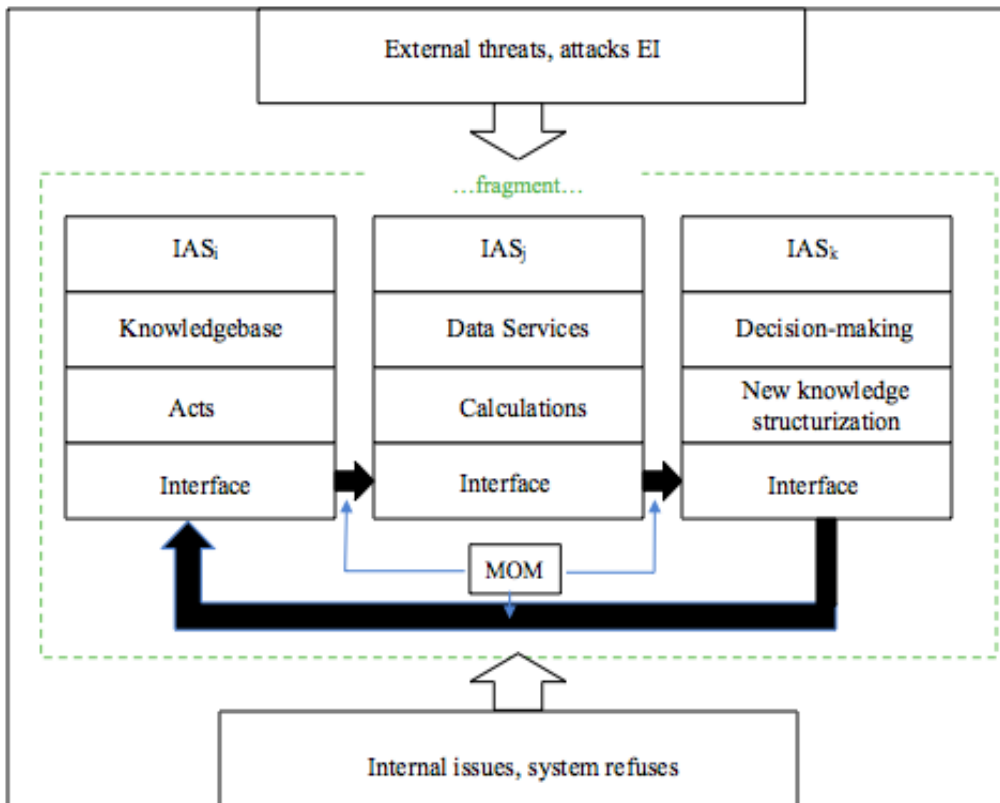 External threats, attacks EI
...fragment...
IASi
IASj
IASk
Knowledgebase
Data Services
Decision-making
Acts
Calculations
New knowledge
structurization
Interface
Interface
Interface
MOM
Internal issues, system refuses